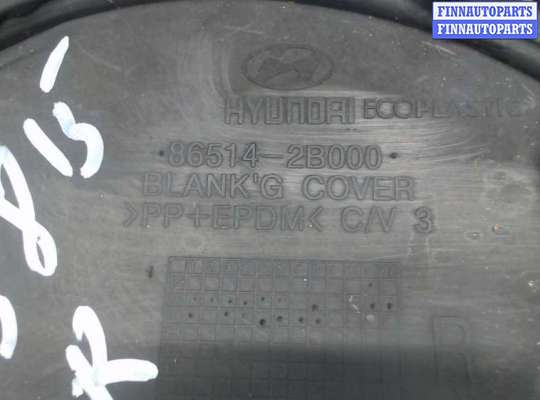 FINNAUTOPARTS
FINNAUTOPARTS
HYUNDAI ECOPLASTIC
86514-2B000
BLANK'G COVER
>PP+EPDM< C/V 3
R